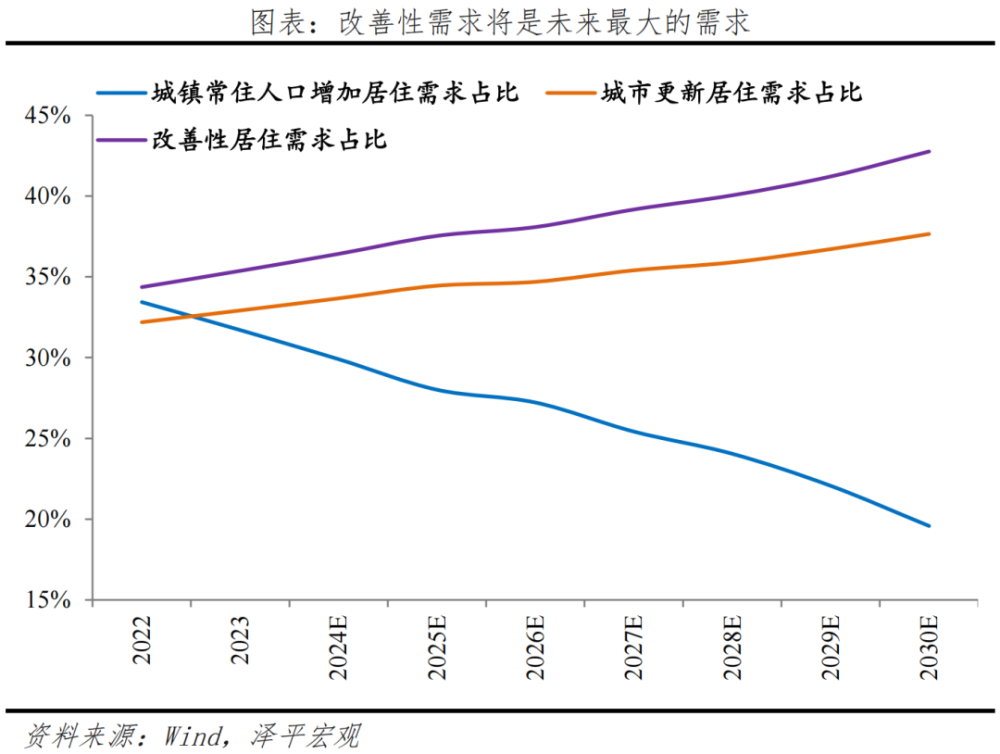 图表：改善性需求将是未来最大的需求
城镇常住人口增加居住需求占比
城市更新居住需求占比
改善性居住需求占比
45%
40%
35%
30%
25%
20%
15%
2022
2023
2024E
2025E
2026E
2027E
2028E
2029E
2030E
资料来源：Wind，泽平宏观